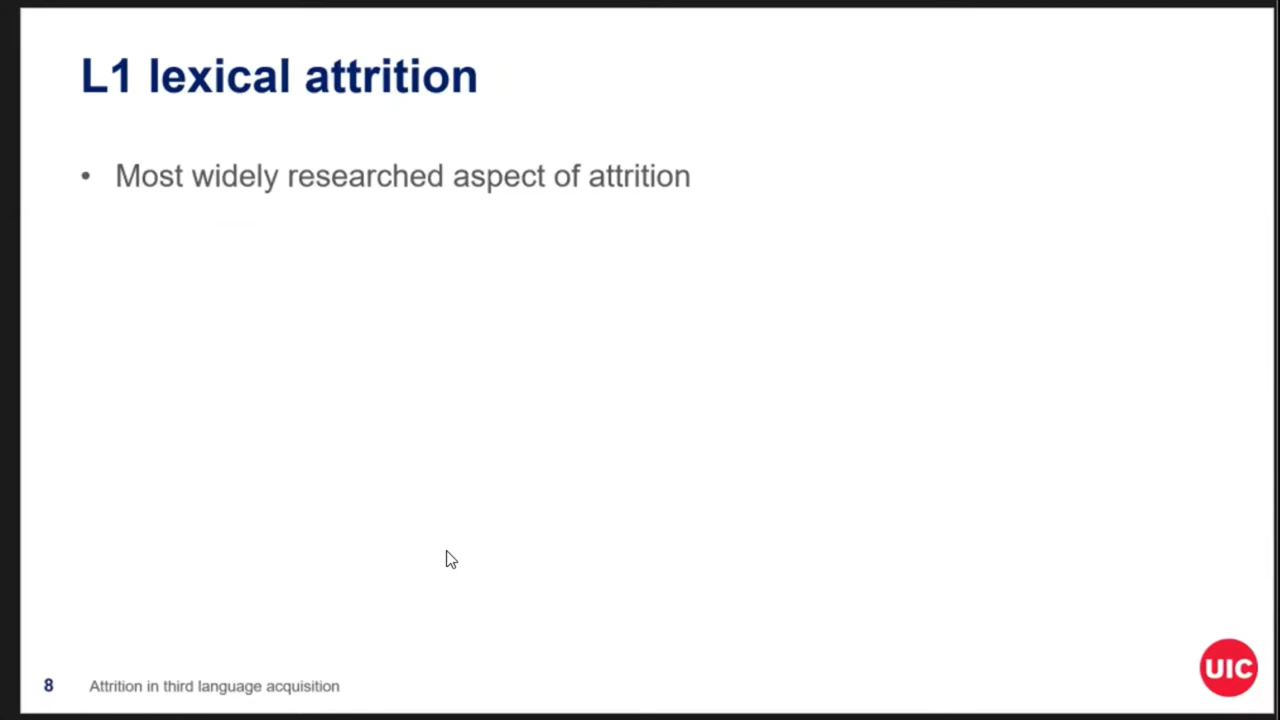 L1 lexical attrition
• Most widely researched aspect of attrition
8 Attrition in third language acquisition
UIC